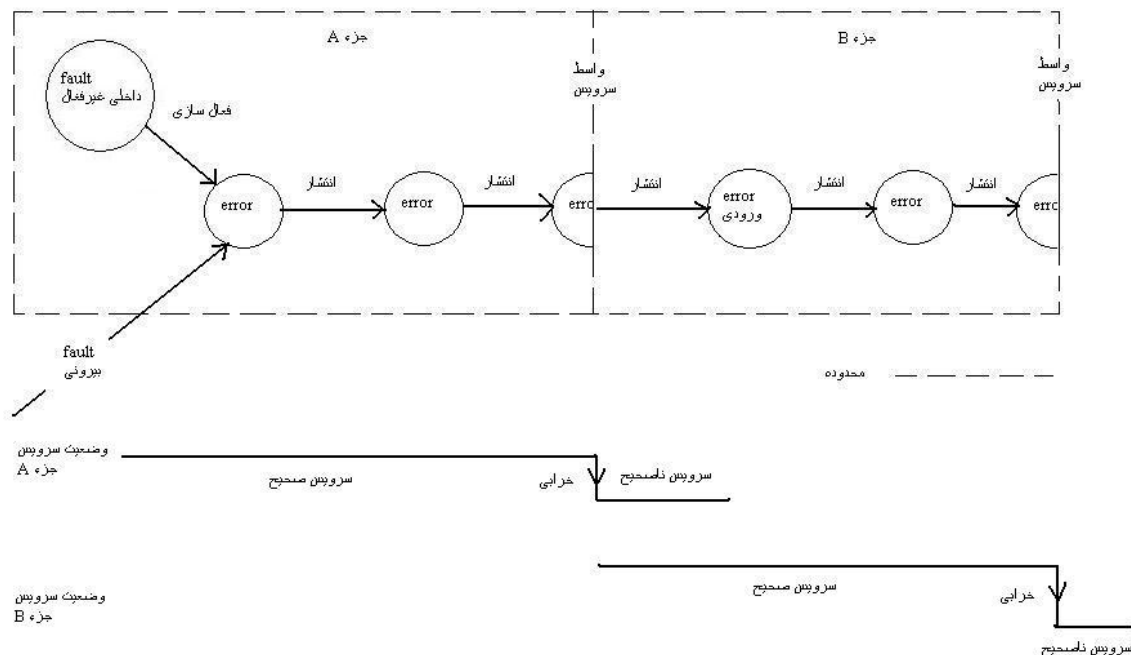 جزء A
جزء B
fault
داخلی غیرفعال
فعال سازی
واسط
سرویس
واسط
سرویس
error
انتشار
error
انتشار
erro
انتشار
error
ورودی
انتشار
error
انتشار
erro
fault
بیرونی
محدوده
وضعیت سرویس
جزء A
سرویس صحیح
خرابی
سرویس ناصحیح
وضعیت سرویس
جزء B
سرویس صحیح
خرابی
سرویس ناصحیح